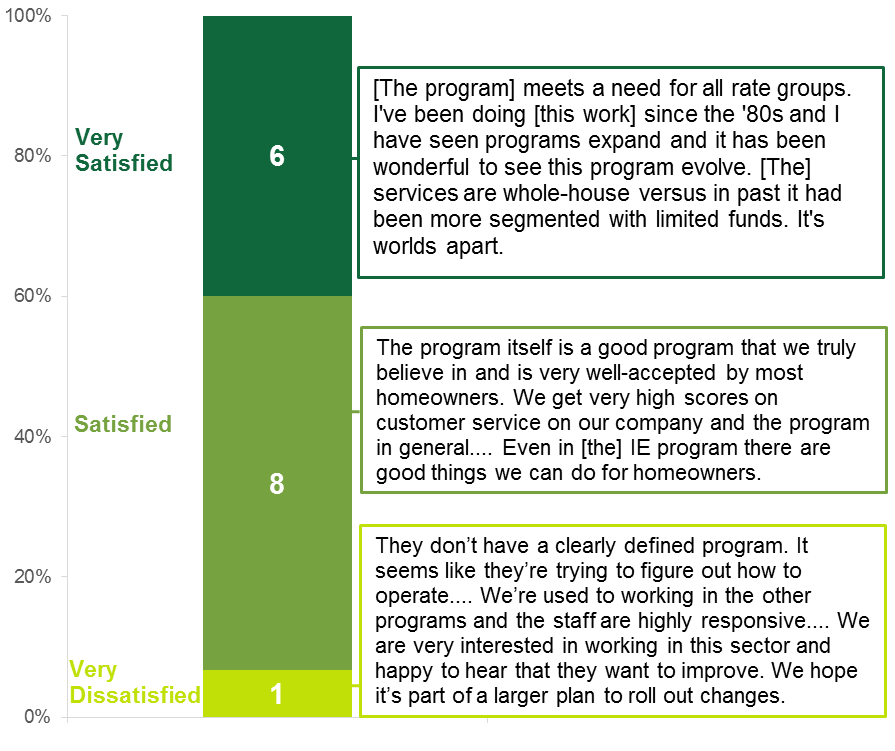 100%
80%
60%
40%
20%
0%
Very
Satisfied
6
[The program] meets a need for all rate groups.
I've been doing [this work] since the '80s and I
have seen programs expand and it has been
wonderful to see this program evolve. [The]
services are whole-house versus in past it had
been more segmented with limited funds. It's
worlds apart.
Satisfied
8
The program itself is a good program that we truly
believe in and is very well-accepted by most
homeowners. We get very high scores on
customer service on our company and the program
in general.... Even in [the] IE program there are
good things we can do for homeowners.
Very
Dissatisfied
1
They don’t have a clearly defined program. It
seems like they’re trying to figure out how to
operate.... We’re used to working in the other
programs and the staff are highly responsive.... We
are very interested in working in this sector and
happy to hear that they want to improve. We hope
it’s part of a larger plan to roll out changes.